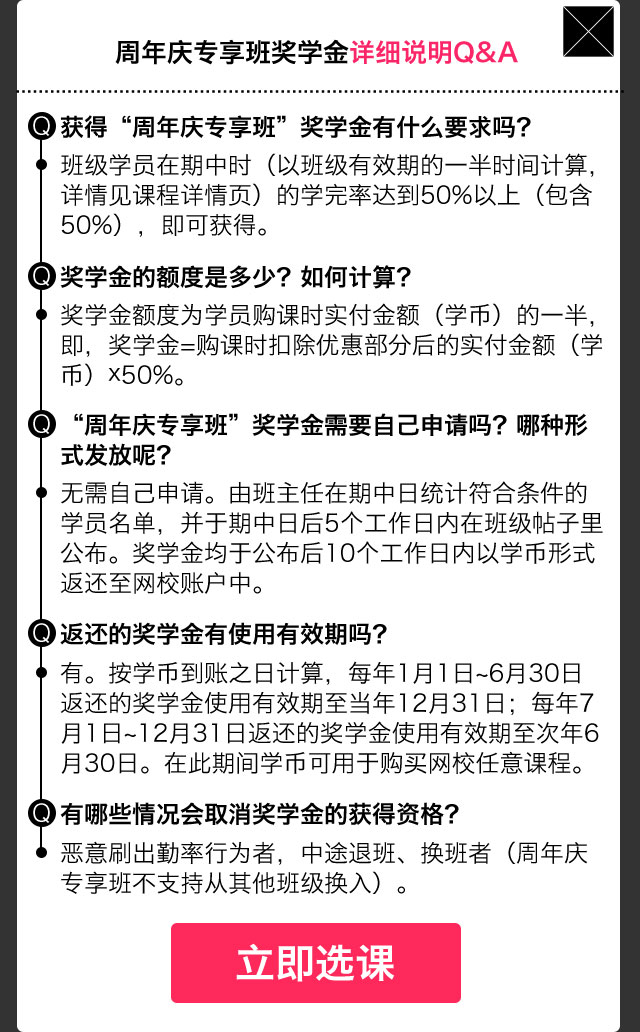 周年庆专享班奖学金详细说明Q&A
Q 获得“周年庆专享班”奖学金有什么要求吗？
班级学员在期中时（以班级有效期的一半时间计算，
详情见课程详情页）的学完率达到50%以上（包含
50%），即可获得。
Q 奖学金的额度是多少？如何计算？
奖学金额度为学员购课时实付金额（学币）的一半，
即，奖学金=购课时扣除优惠部分后的实付金额（学
币）×50%。
Q “周年庆专享班”奖学金需要自己申请吗？哪种形
式发放呢？
无需自己申请。由班主任在期中日统计符合条件的
学员名单，并于期中日后5个工作日内在班级帖子里
公布。奖学金均于公布后10个工作日内以学币形式
返还至网校账户中。
Q 返还的奖学金有使用有效期吗？
有。按学币到账之日计算，每年1月1日~6月30日
返还的奖学金使用有效期至当年12月31日；每年7
月1日~12月31日返还的奖学金使用有效期至次年6
月30日。在此期间学币可用于购买网校任意课程。
Q 有哪些情况会取消奖学金的获得资格？
恶意刷出勤率行为者，中途退班、换班者（周年庆
专享班不支持从其他班级换入）。
立即选课